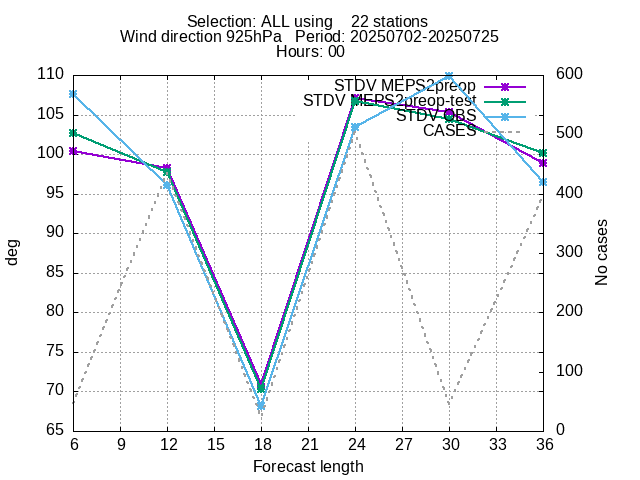 Selection: ALL using    22 stations
Wind direction 925hPa   Period: 20250702-20250725
Hours: 00
STDV MEPS2preop
STDV MEPS2preop-test
STDV OBS
CASES
110
105
100
95
90
85
80
75
70
65
600
500
400
300
200
100
0
deg
No cases
6 9 12 15 18 21 24 27 30 33 36
Forecast length